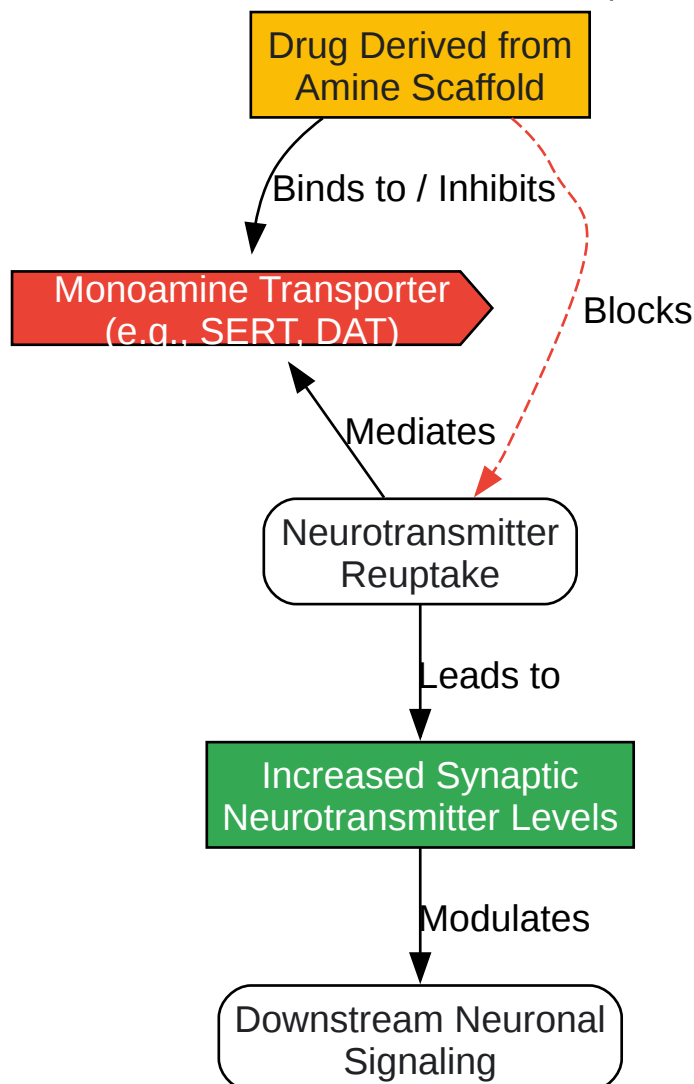 Drug Derived from
Amine Scaffold
Binds to / Inhibits
Monoamine Transporter
(e.g., SERT, DAT)
Blocks
Mediates
Neurotransmitter
Reuptake
Leads to
Increased Synaptic
Neurotransmitter Levels
Modulates
Downstream Neuronal
Signaling